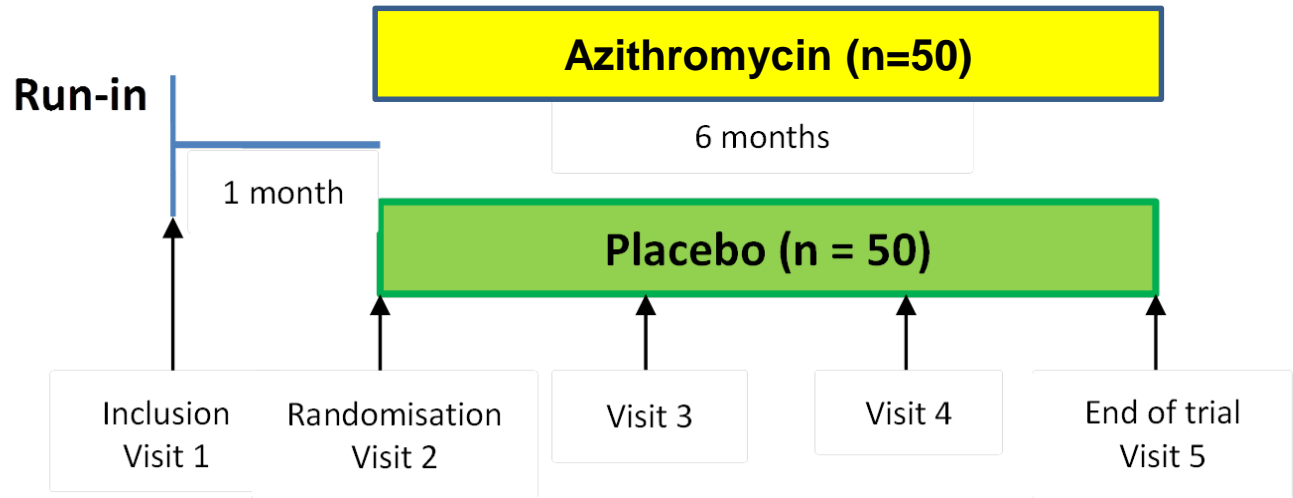 Azithromycin (n=50)
Run-in
6 months
1 month
Placebo (n = 50)
Inclusion
Visit 1
Randomisation
Visit 2
Visit 3
Visit 4
End of trial
Visit 5